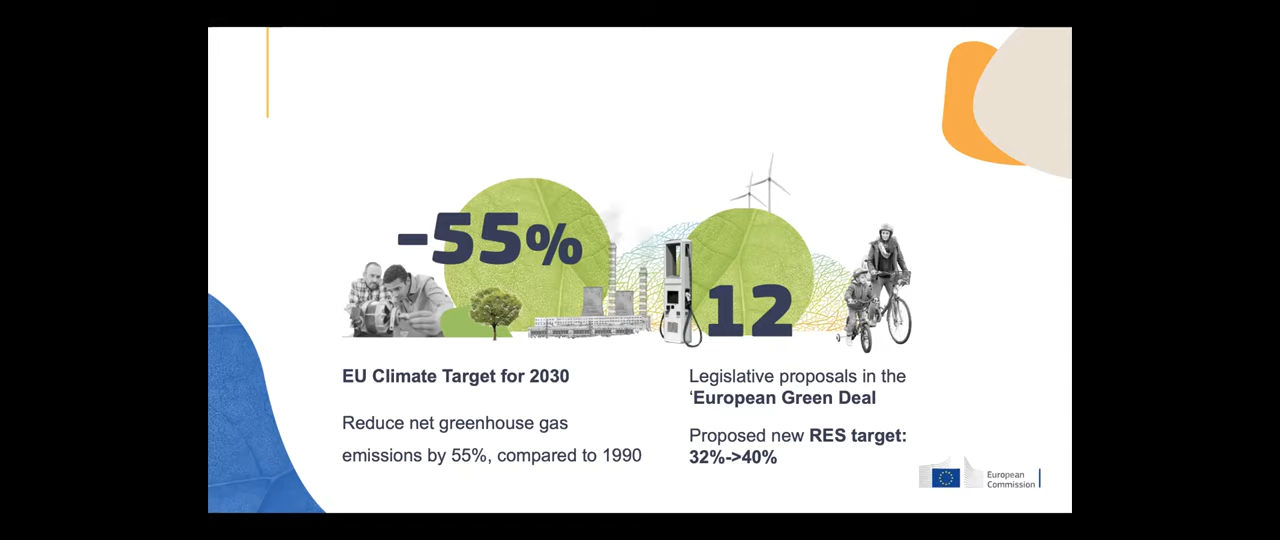 -55%
12
EU Climate Target for 2030
Reduce net greenhouse gas
emissions by 55%, compared to 1990
Legislative proposals in the
‘European Green Deal
Proposed new RES target:
32%->40%
European
Commission